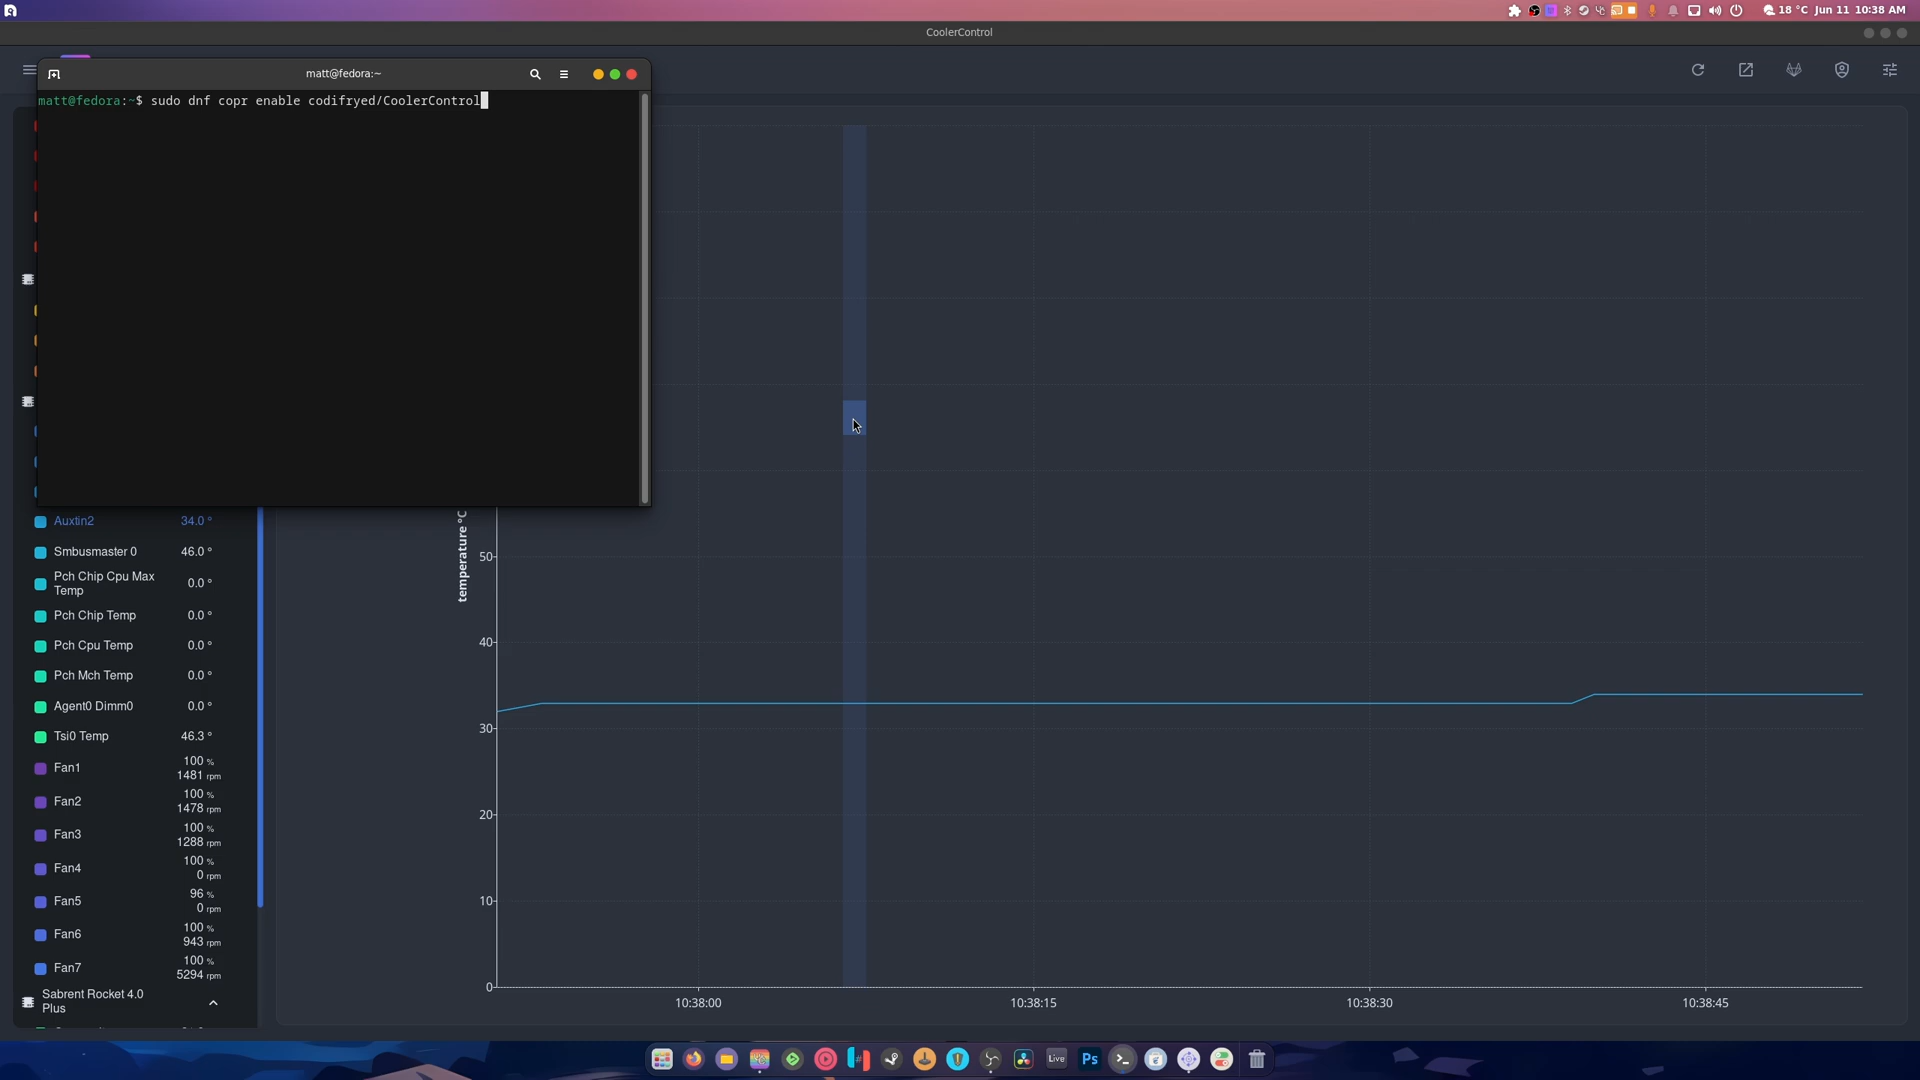 18 °C Jun 11 10:38 AM
CoolerControl
matt@fedora:~
matt@fedora:~$ sudo dnf copr enable codifryed/CoolerControl
Auxtin2 34.0 °
Smbusmaster 0 46.0 °
Pch Chip Cpu Max
Temp 0.0 °
Pch Chip Temp 0.0 °
Pch Cpu Temp 0.0 °
Pch Mch Temp 0.0 °
Agent0 Dimm0 0.0 °
Tsi0 Temp 46.3 °
Fan1 100 %
1481 rpm
Fan2 100 %
1478 rpm
Fan3 100 %
1288 rpm
Fan4 100 %
0 rpm
Fan5 96 %
0 rpm
Fan6 100 %
943 rpm
Fan7 100 %
5294 rpm
Sabrent Rocket 4.0
Plus
temperature °C
50
40
30
20
10
0
10:38:00 10:38:15 10:38:30 10:38:45
Live
Ps